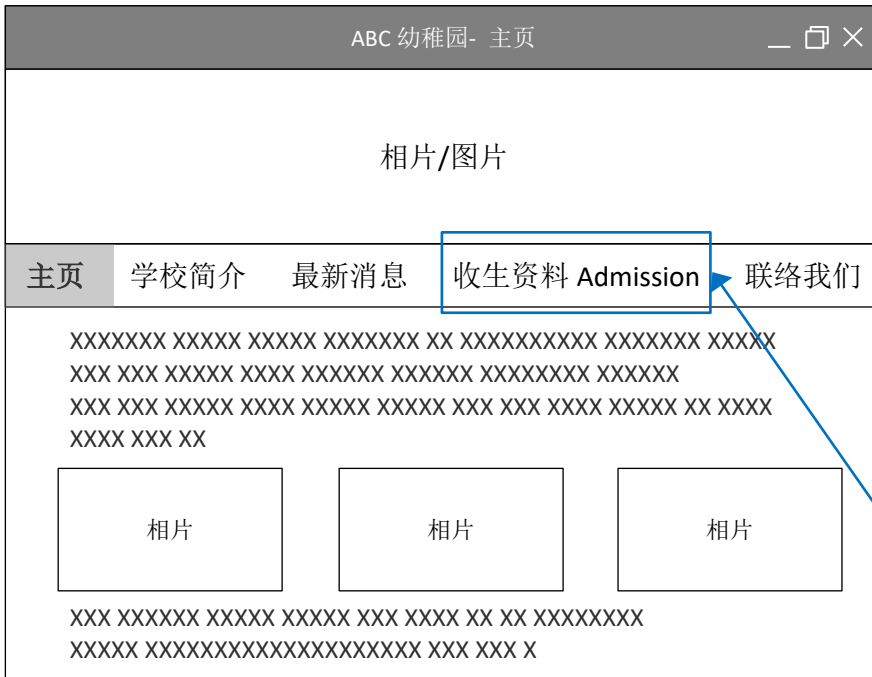 ABC 幼稚园- 主页
相片/图片
主页 学校简介 最新消息 收生资料 Admission 联络我们
XXXXXXX XXXXX XXXXX XXXXXXX XX XXXXXXXXXX XXXXXXX XXXXX
XXX XXX XXXXX XXXX XXXXXX XXXXXX XXXXXXXX XXXXXX
XXX XXX XXXXX XXXX XXXXX XXXXX XXX XXX XXXX XXXXX XX XXXX
XXXX XXX XX
相片 相片 相片
XXX XXXXXX XXXXX XXXXX XXX XXXX XX XX XXXXXXXX
XXXXX XXXXXXXXXXXXXXXXXXXX XXX XXX X